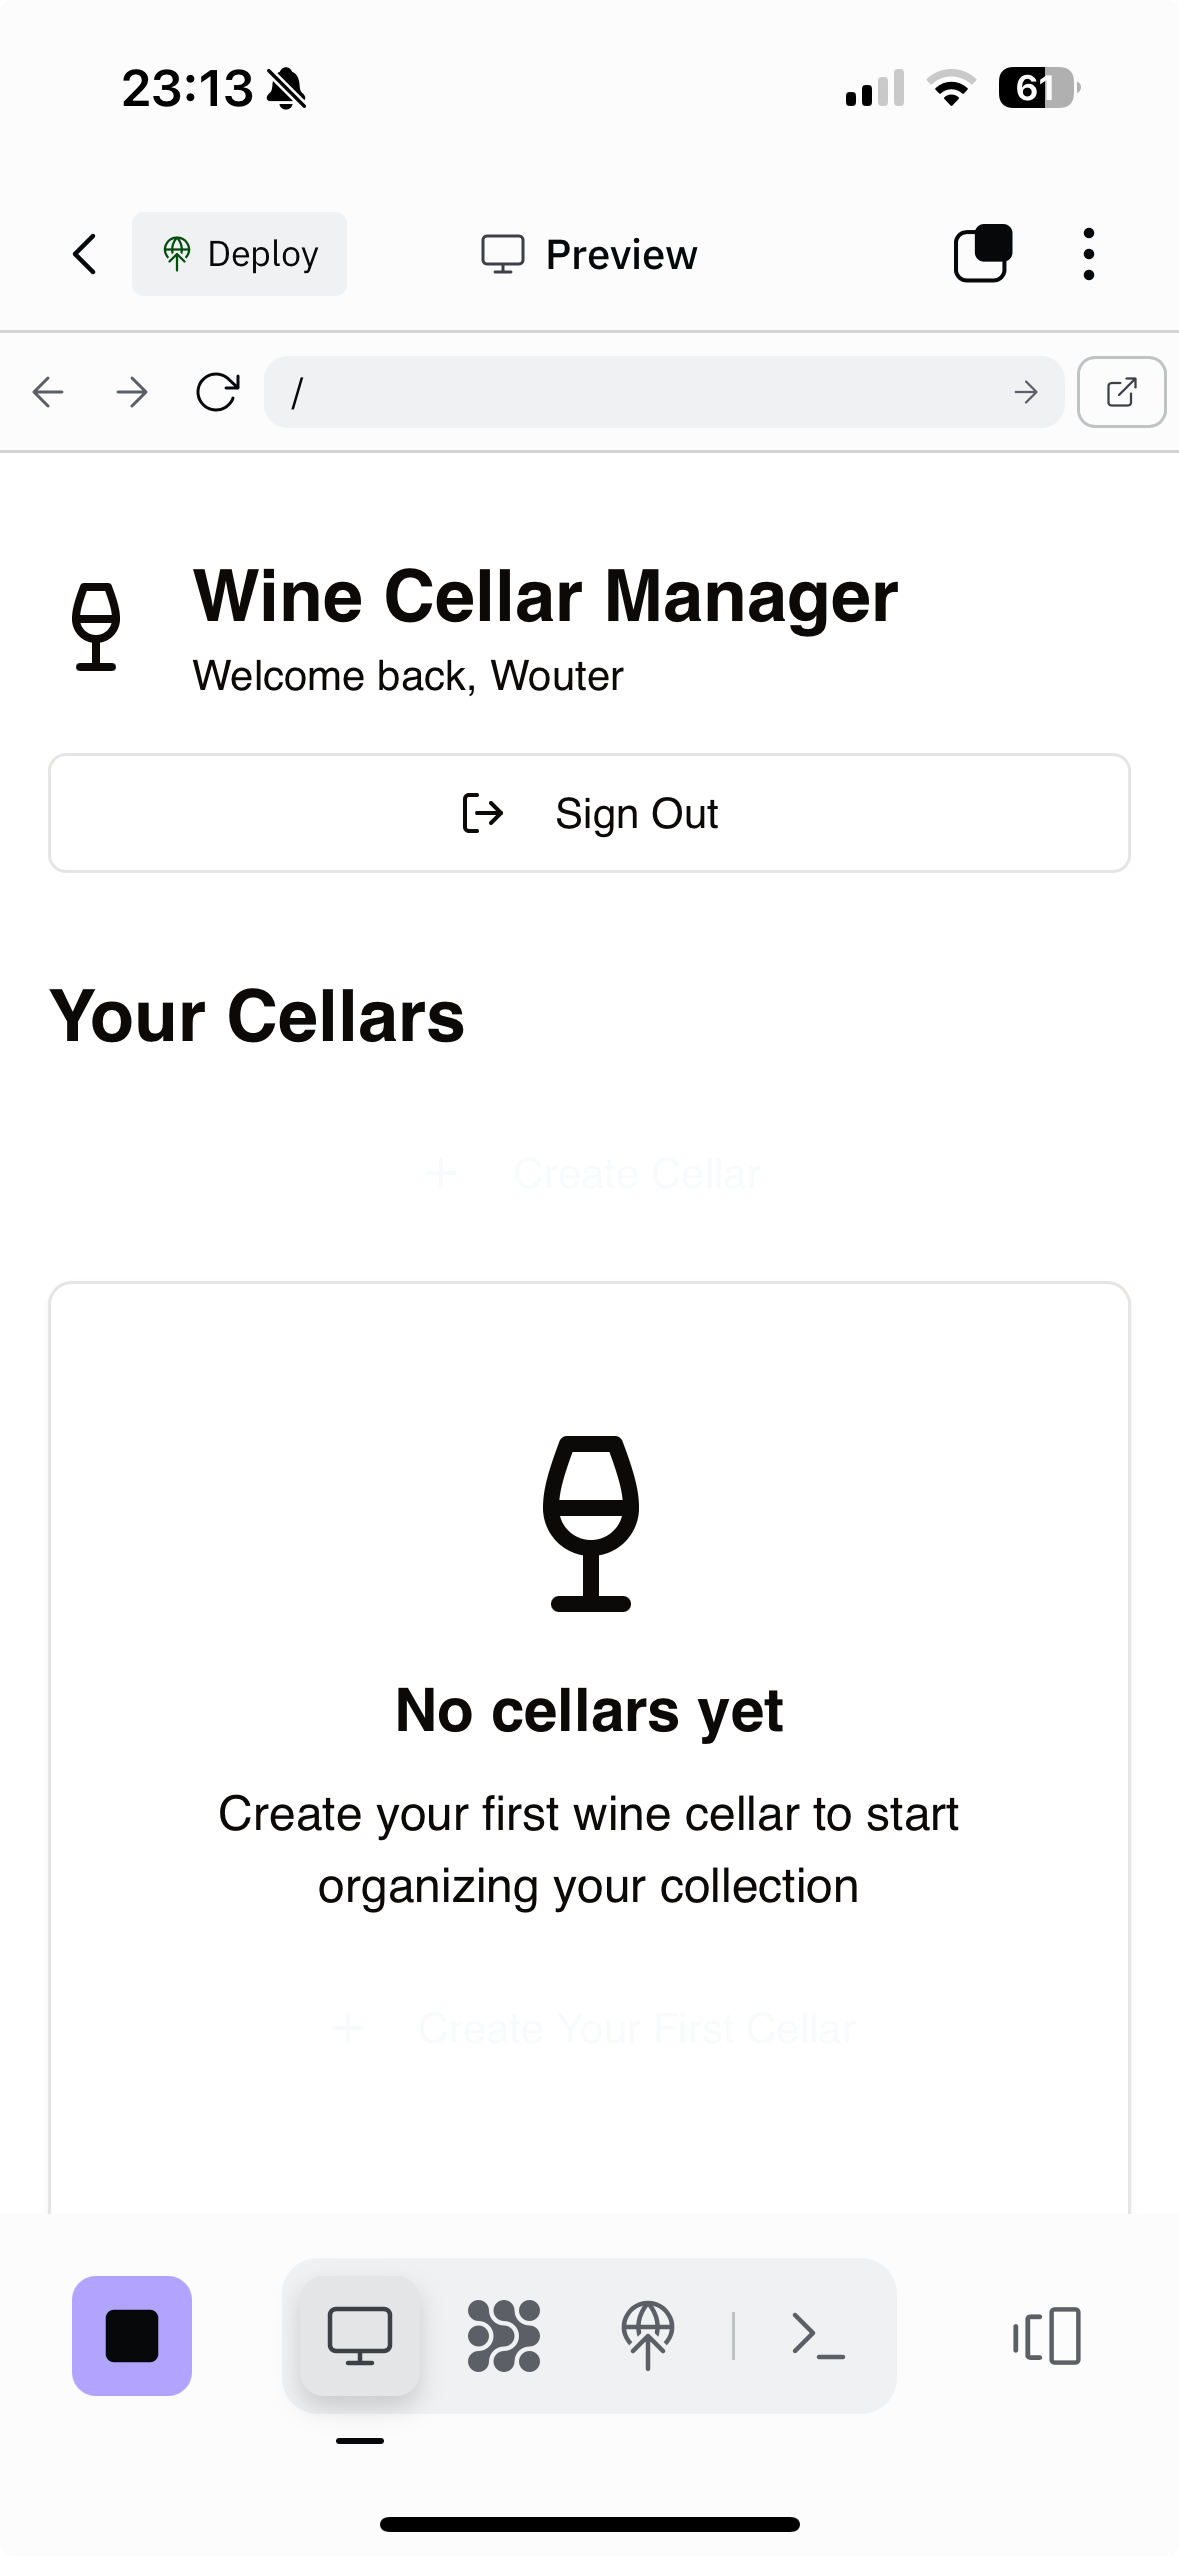 23:13
61
Deploy
Preview
/
Wine Cellar Manager
Welcome back, Wouter
Sign Out
Your Cellars
+ Create Cellar
No cellars yet
Create your first wine cellar to start
organizing your collection
+ Create Your First Cellar